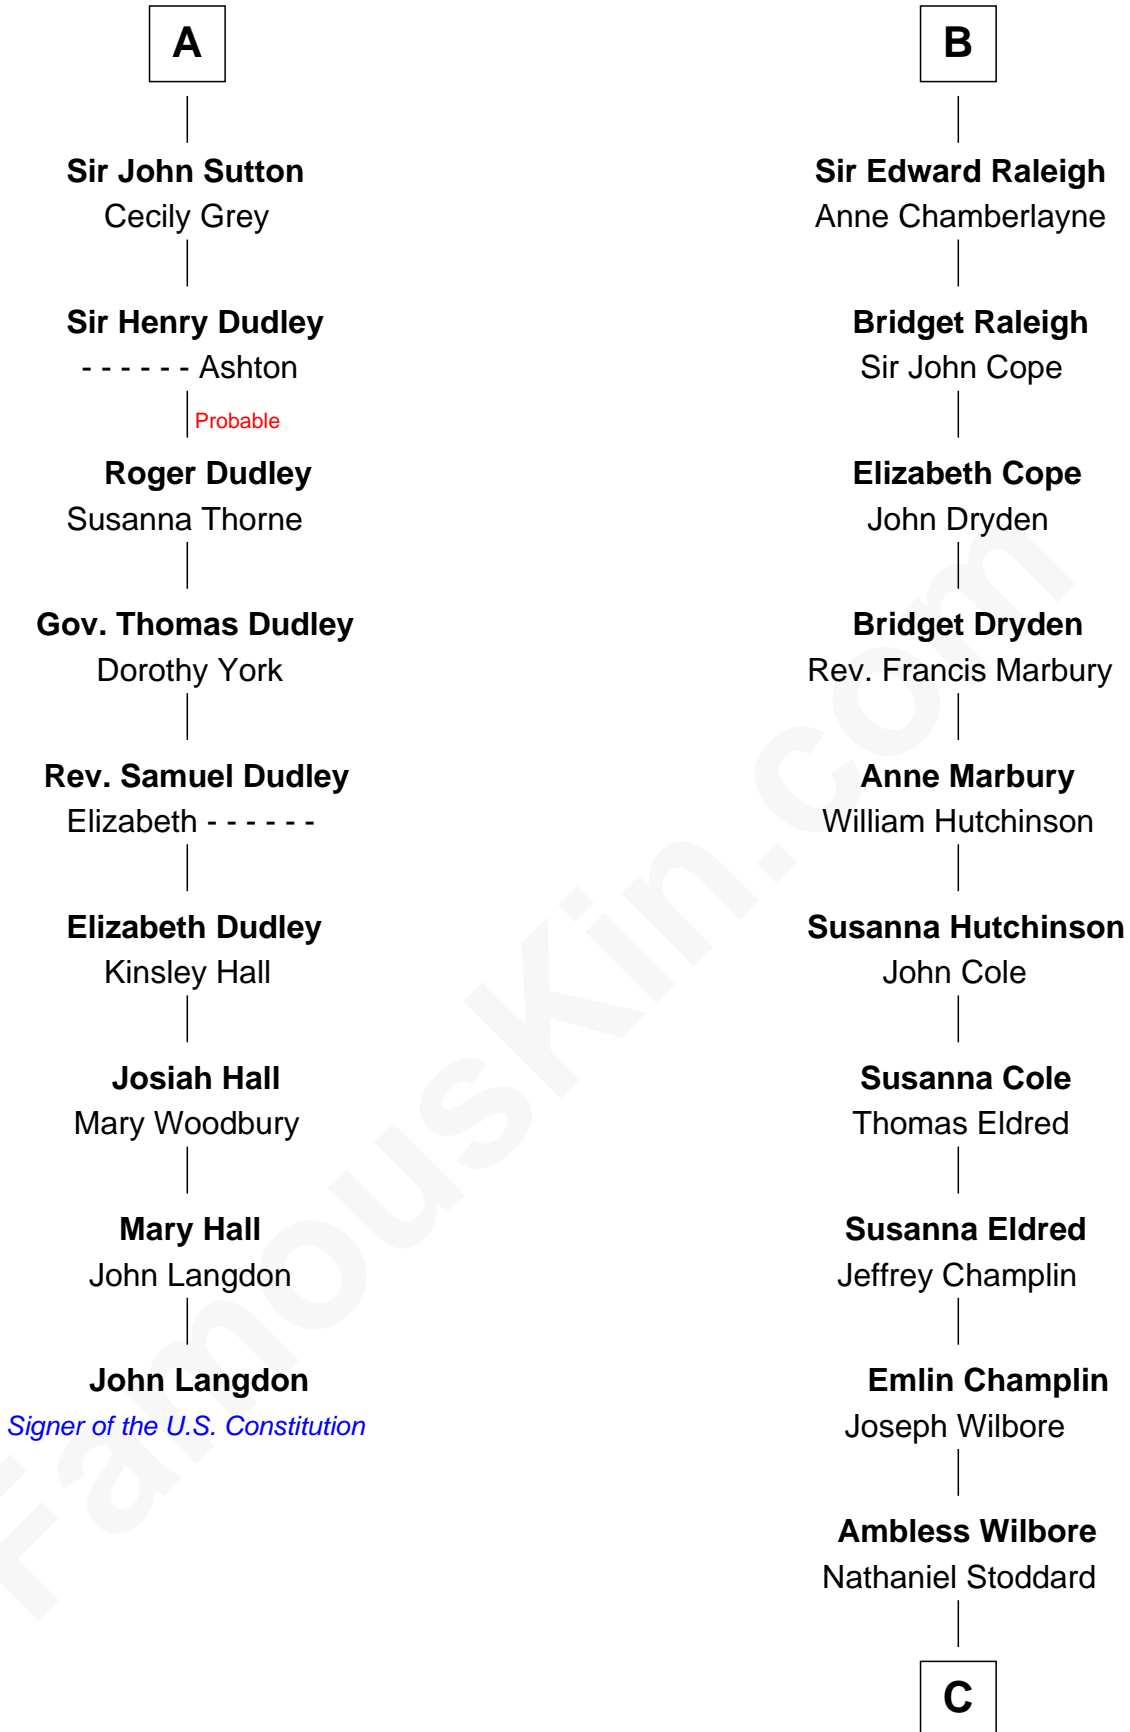 A
Sir John Sutton
Cecily Grey
Sir Henry Dudley
- - - - - - Ashton
Probable
Roger Dudley
Susanna Thorne
Gov. Thomas Dudley
Dorothy York
Rev. Samuel Dudley
Elizabeth - - - - - -
Elizabeth Dudley
Kinsley Hall
Josiah Hall
Mary Woodbury
Mary Hall
John Langdon
John Langdon
Signer of the U.S. Constitution
B
Sir Edward Raleigh
Anne Chamberlayne
Bridget Raleigh
Sir John Cope
Elizabeth Cope
John Dryden
Bridget Dryden
Rev. Francis Marbury
Anne Marbury
William Hutchinson
Susanna Hutchinson
John Cole
Susanna Cole
Thomas Eldred
Susanna Eldred
Jeffrey Champlin
Emlin Champlin
Joseph Wilbore
Ambless Wilbore
Nathaniel Stoddard
C
FamousKin.com